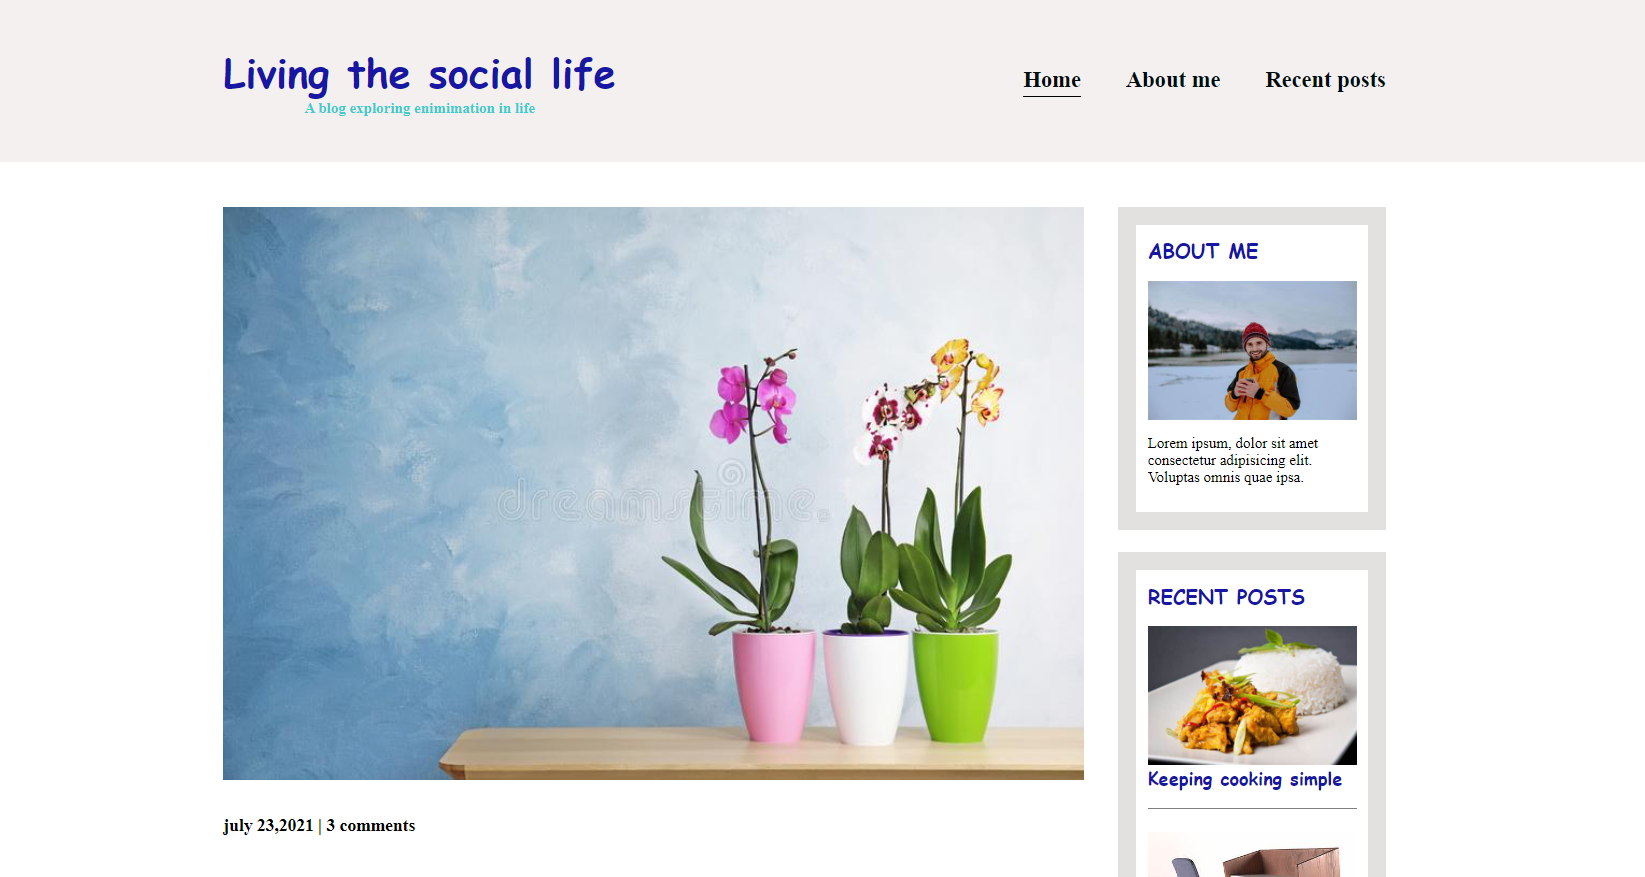 Living the social life
A blog exploring enimimation in life
Home
About me
Recent posts
dreamstime.
july 23,2021 | 3 comments
ABOUT ME
Lorem ipsum, dolor sit amet
consectetur adipisicing elit.
Voluptas omnis quae ipsa.
RECENT POSTS
Keeping cooking simple